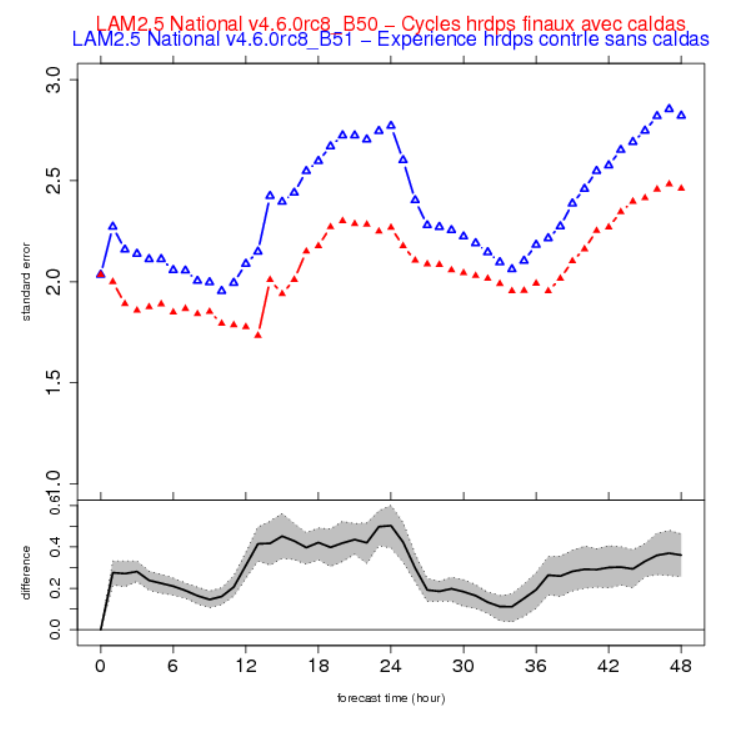 LAM2.5 National v4.6.0rc8_B50 – Cycles hrdps finaux avec caldas
LAM2.5 National v4.6.0rc8_B51 – Expérience hrdps contrle sans caldas
3.0
2.5
2.0
1.5
1.0
standard error
0.6
0.4
0.2
0.0
difference
0 6 12 18 24 30 36 42 48
forecast time (hour)